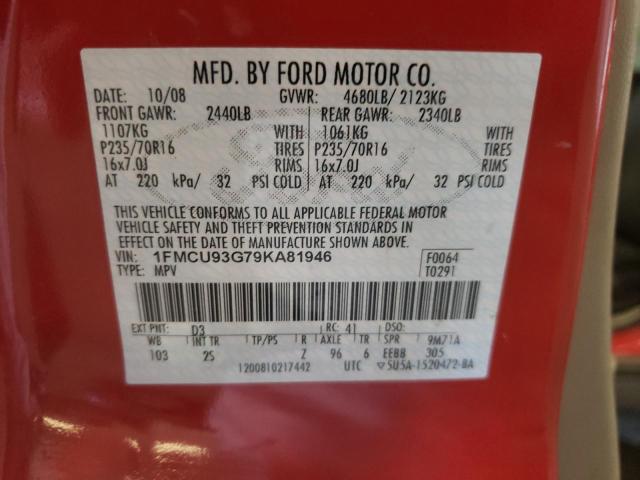 MFD. BY FORD MOTOR CO.
DATE: 10/08 GVWR: 4680LB/ 2123KG
FRONT GAWR: 2440LB REAR GAWR: 2340LB
1107KG WITH 1061KG WITH
P235/70R16 TIRES P235/70R16 TIRES
16x7.0J RIMS 16x7.0J RIMS
AT 220 kPa/ 32 PSI COLD AT 220 kPa/ 32 PSI COLD
THIS VEHICLE CONFORMS TO ALL APPLICABLE FEDERAL MOTOR
VEHICLE SAFETY AND THEFT PREVENTION STANDARDS IN
EFFECT ON THE DATE OF MANUFACTURE SHOWN ABOVE.
VIN: 1FMCU93G79KA81946 F0064
TYPE: MPV T0291
EXT PNT: D3 RC: 41 DSO:
WB INT TR TP/PS R AXLE TR SPR 9M71A
103 2S Z 96 6 EEBB 305
1200810217442 UTC ▽5U5A-1520472-BA